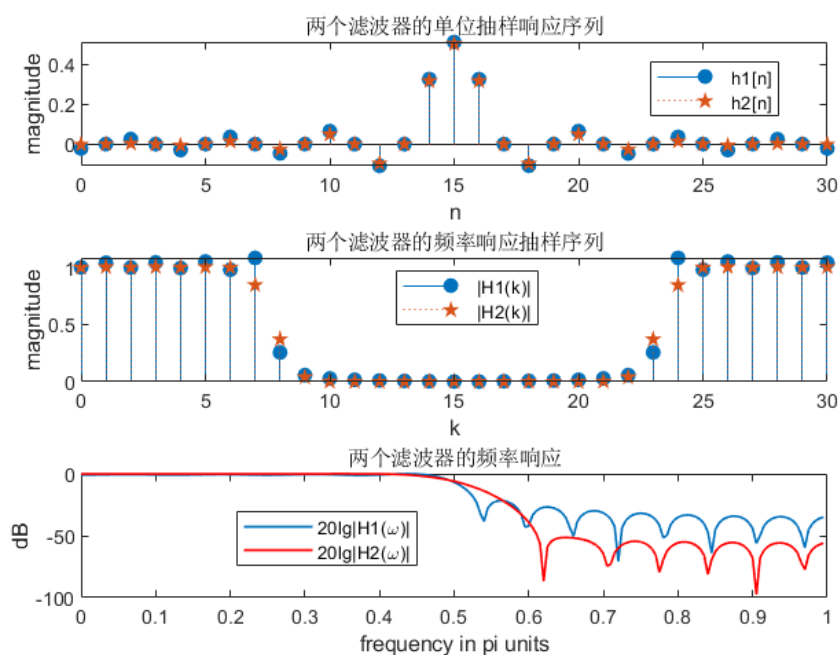 两个滤波器的单位抽样响应序列
magnitude
0.4
0.2
0
h1[n]
h2[n]
0 5 10 15 20 25 30
n
两个滤波器的频率响应抽样序列
magnitude
1
0.5
0
|H1(k)|
|H2(k)|
0 5 10 15 20 25 30
k
两个滤波器的频率响应
dB
0
-50
-100
20lg|H1(ω)|
20lg|H2(ω)|
0 0.1 0.2 0.3 0.4 0.5 0.6 0.7 0.8 0.9 1
frequency in pi units